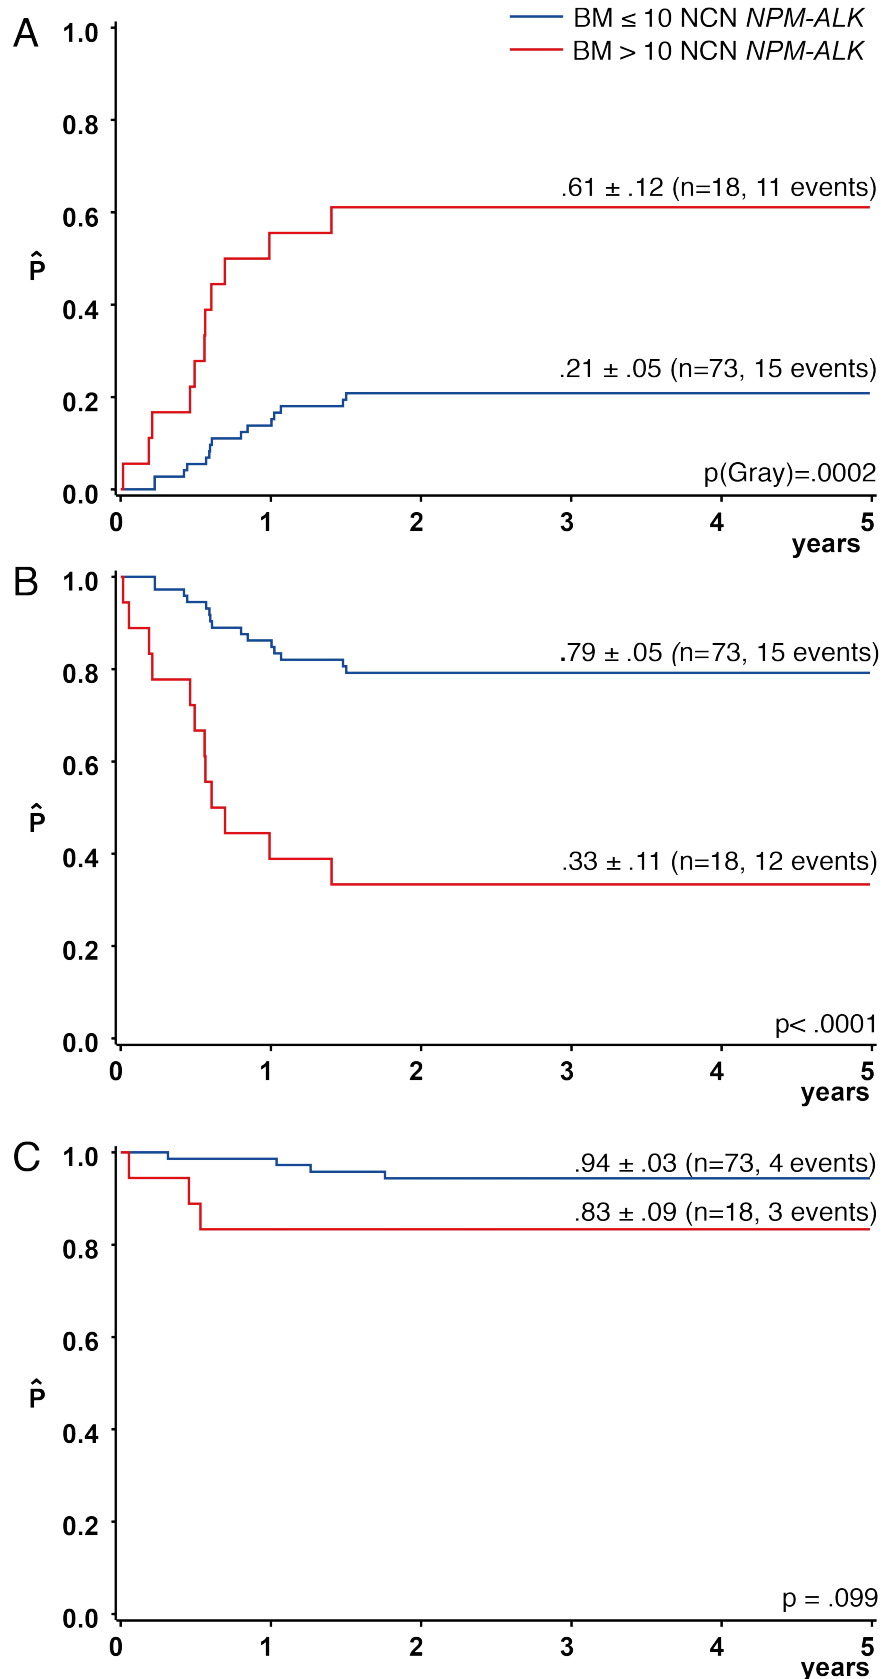 A
BM ≤ 10 NCN NPM-ALK
BM > 10 NCN NPM-ALK
1.0
0.8
0.6
0.4
0.2
0.0
P̂
.61 ± .12 (n=18, 11 events)
.21 ± .05 (n=73, 15 events)
p(Gray)=.0002
0 1 2 3 4 5
years
B
1.0
0.8
0.6
0.4
0.2
0.0
P̂
.79 ± .05 (n=73, 15 events)
.33 ± .11 (n=18, 12 events)
p< .0001
0 1 2 3 4 5
years
C
1.0
0.8
0.6
0.4
0.2
0.0
P̂
.94 ± .03 (n=73, 4 events)
.83 ± .09 (n=18, 3 events)
p = .099
0 1 2 3 4 5
years